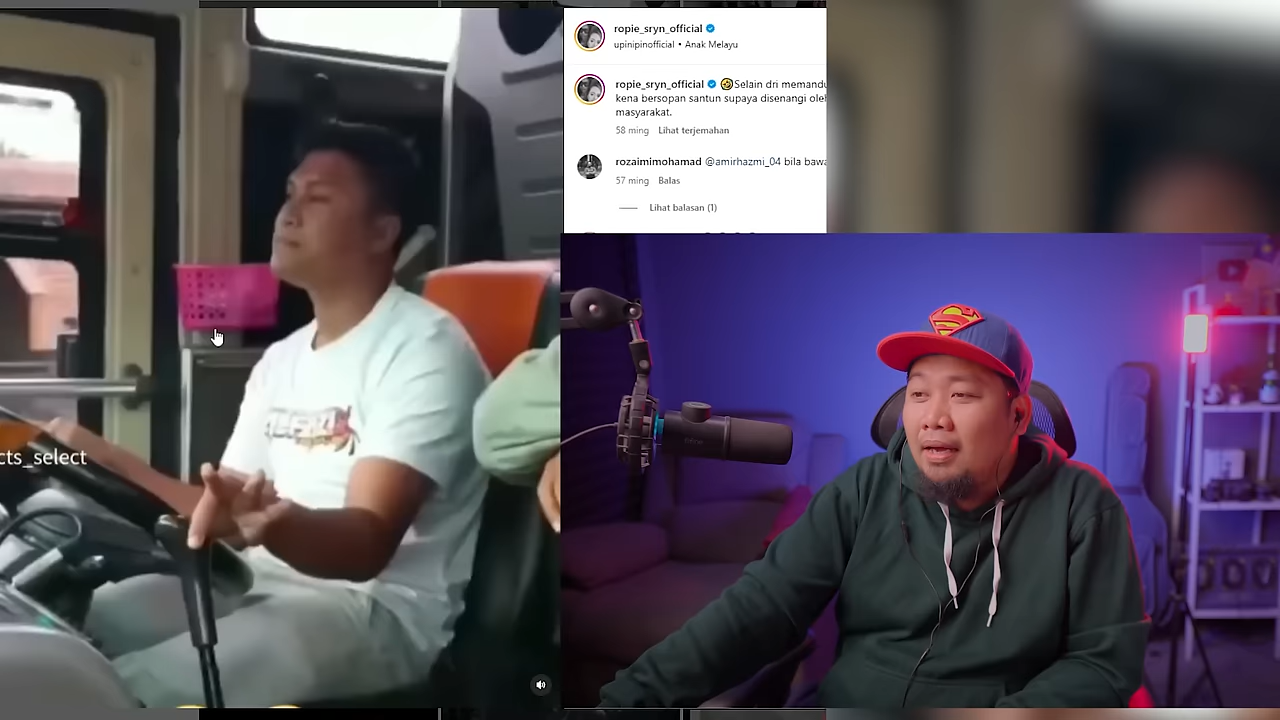 ropie_sryn_official
upinipinofficial • Anak Melayu
ropie_sryn_official 🤣Selain dri memandu
kena bersopan santun supaya disenangi oleh
masyarakat.
58 ming Lihat terjemahan
rozaimimohamad @amirhazmi_04 bila bawa
57 ming Balas
Lihat balasan (1)
cts_select